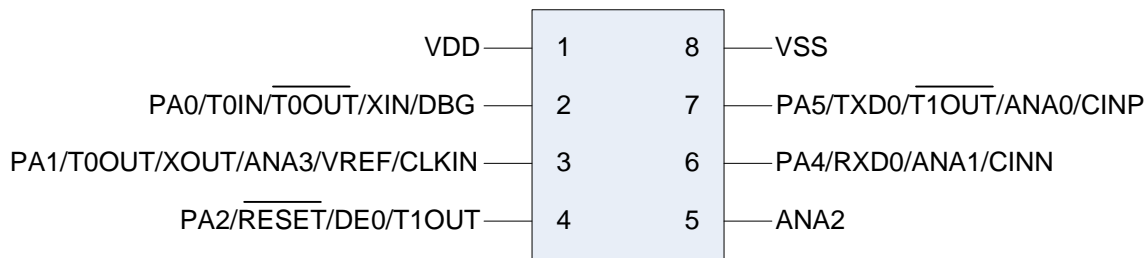 VDD 1 8 VSS
PA0/T0IN/T0OUT/XIN/DBG 2 7 PA5/TXD0/T1OUT/ANA0/CINP
PA1/T0OUT/XOUT/ANA3/VREF/CLKIN 3 6 PA4/RXD0/ANA1/CINN
PA2/RESET/DE0/T1OUT 4 5 ANA2